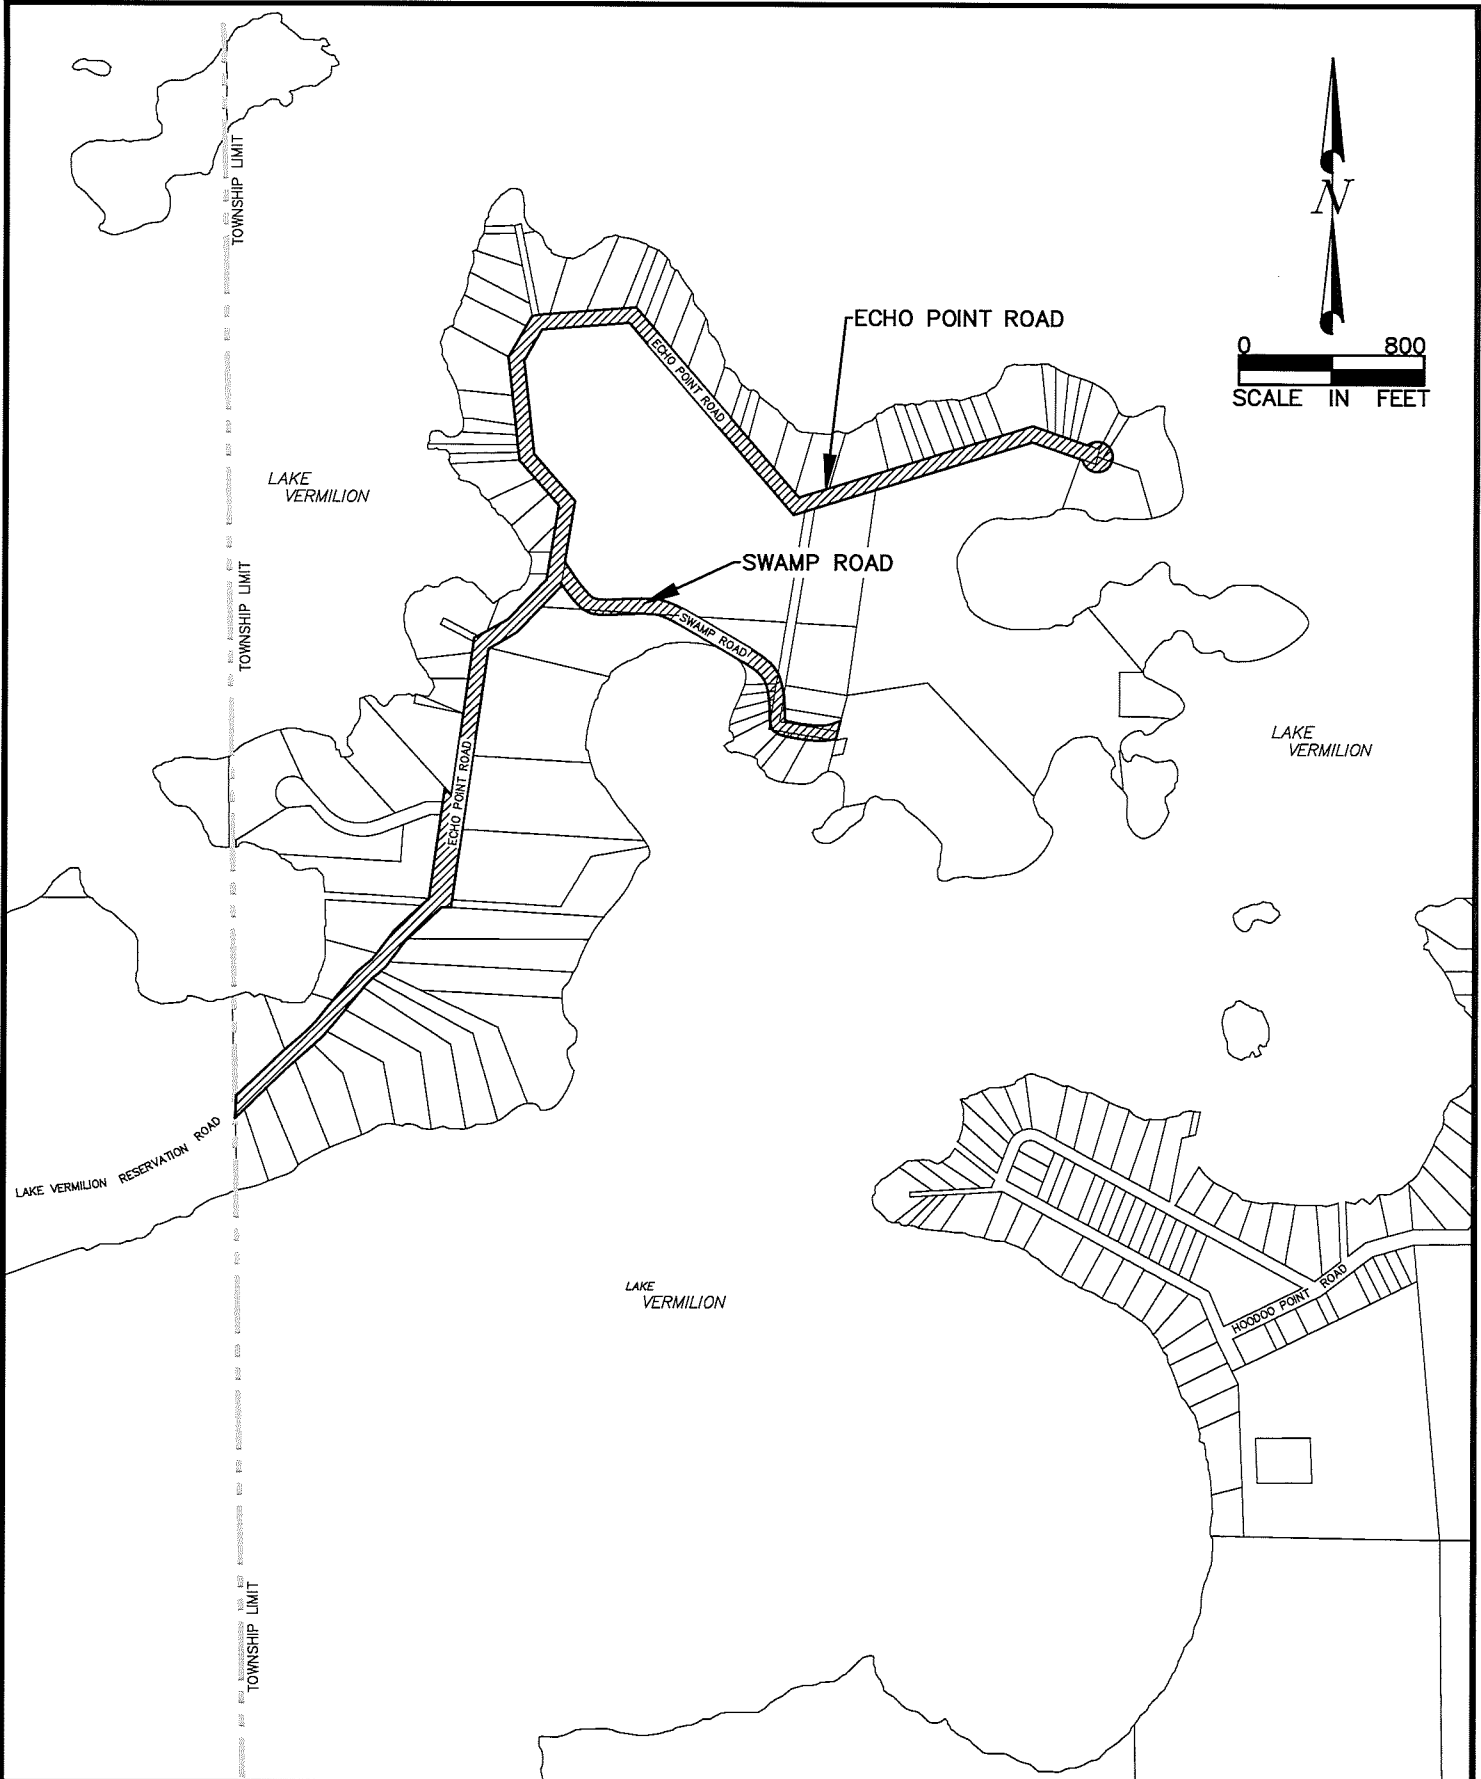 TOWNSHIP LIMIT
N
0 800
SCALE IN FEET
ECHO POINT ROAD
ECHO POINT ROAD
LAKE
VERMILION
SWAMP ROAD
TOWNSHIP LIMIT
SWAMP ROAD
LAKE
VERMILION
ECHO POINT ROAD
LAKE VERMILION RESERVATION ROAD
LAKE
VERMILION
HOODOO POINT ROAD
TOWNSHIP LIMIT